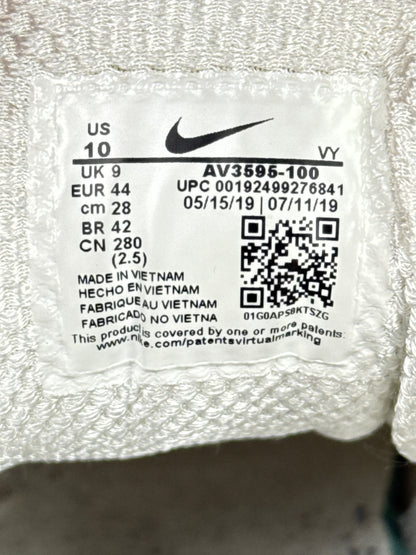 US
10
VY
UK 9
AV3595-100
EUR 44
UPC 00192499276841
cm 28
05/15/19 | 07/11/19
BR 42
CN 280
(2.5)
MADE IN VIETNAM
HECHO EN VIETNAM
FABRIQUE AU VIETNAM
FABRICADO NO VIETNA
01G0APS8KTSZG
This product is covered by one or more patents:
www.nike.com/patentsvirtualmarking